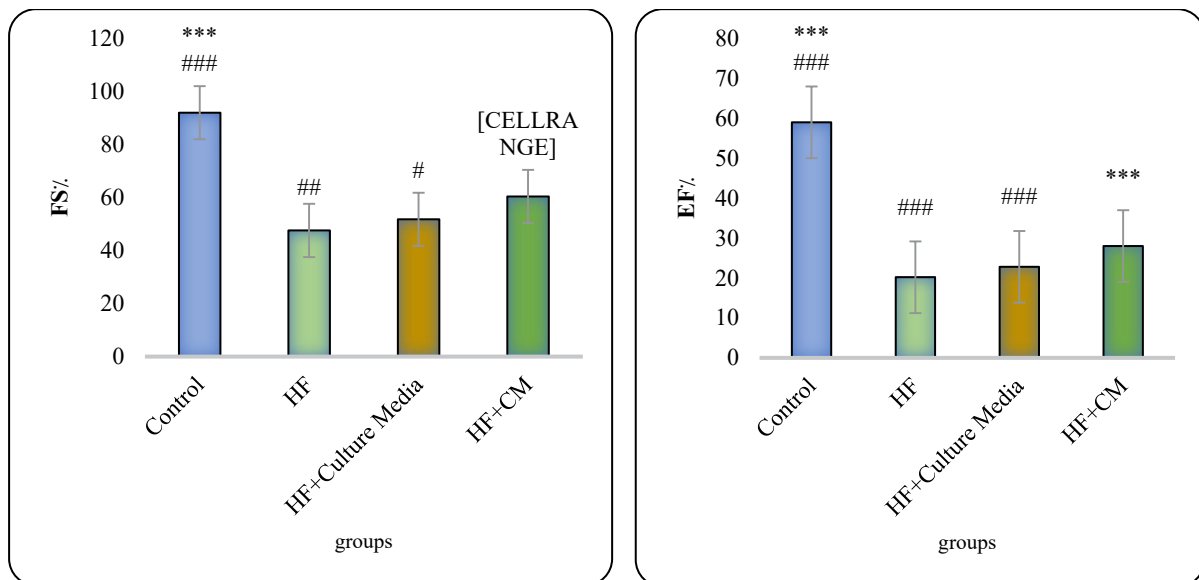 120
100
80
60
40
20
0
FS%
***
###
##
#
[CELLRA
NGE]
Control
HF
HF+Culture Media
HF+CM
groups
80
70
60
50
40
30
20
10
0
EF%
***
###
###
###
***
Control
HF
HF+Culture Media
HF+CM
groups